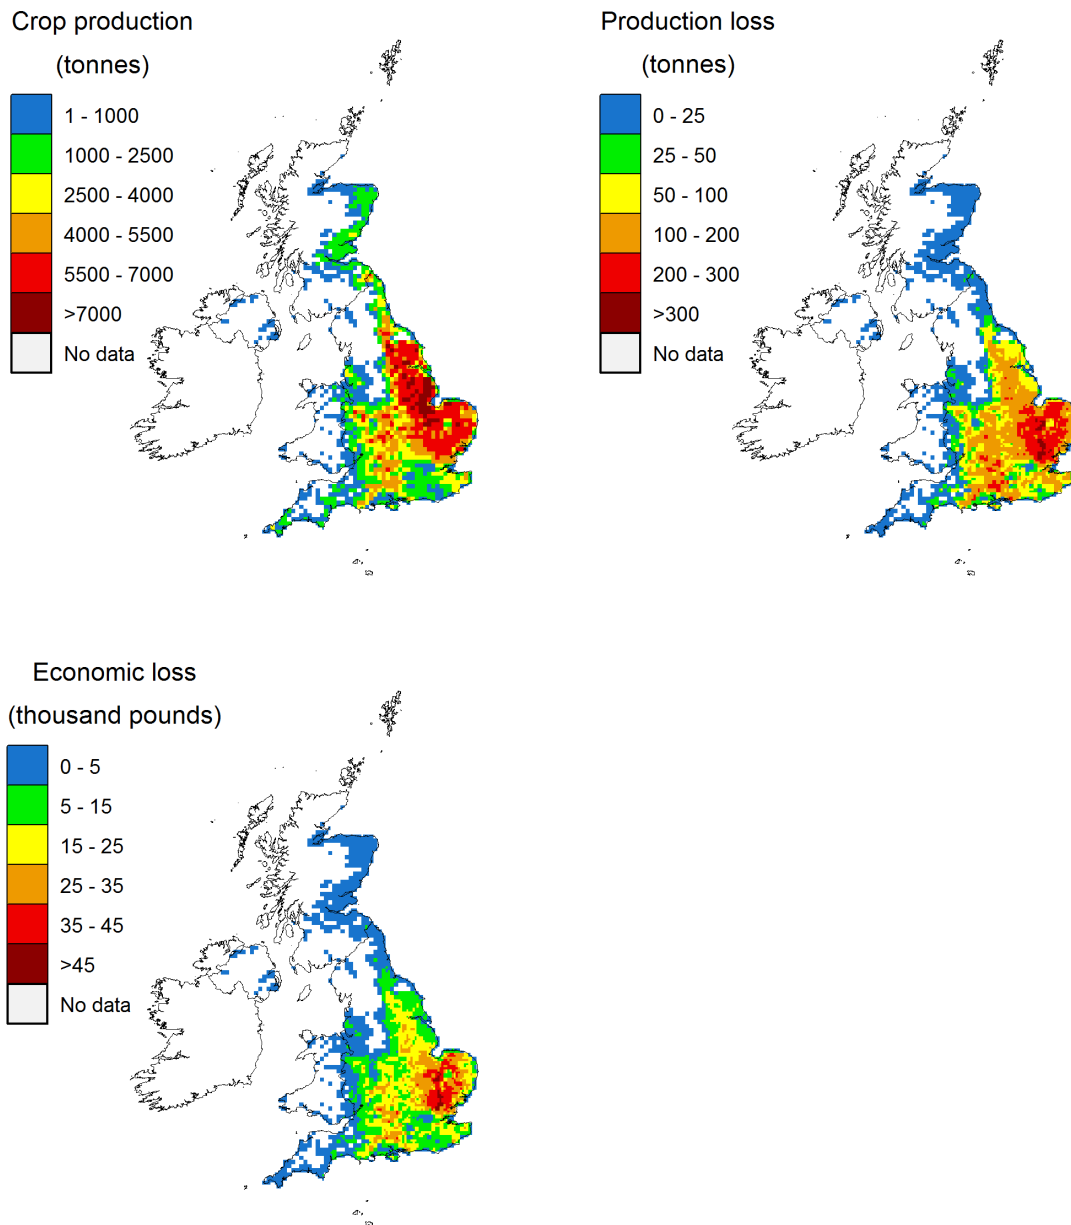 Crop production
(tonnes)
1 - 1000
1000 - 2500
2500 - 4000
4000 - 5500
5500 - 7000
>7000
No data
Production loss
(tonnes)
0 - 25
25 - 50
50 - 100
100 - 200
200 - 300
>300
No data
Economic loss
(thousand pounds)
0 - 5
5 - 15
15 - 25
25 - 35
35 - 45
>45
No data